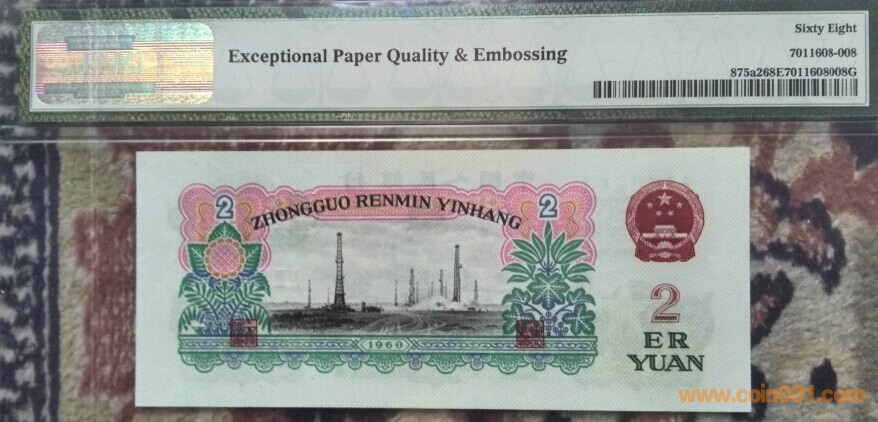 Sixty Eight
Exceptional Paper Quality & Embossing
7011608-008
875a268E7011608008G
2
ZHONGGUO RENMIN YINHANG
2
2
ER
YUAN
1960
www.coin001.com